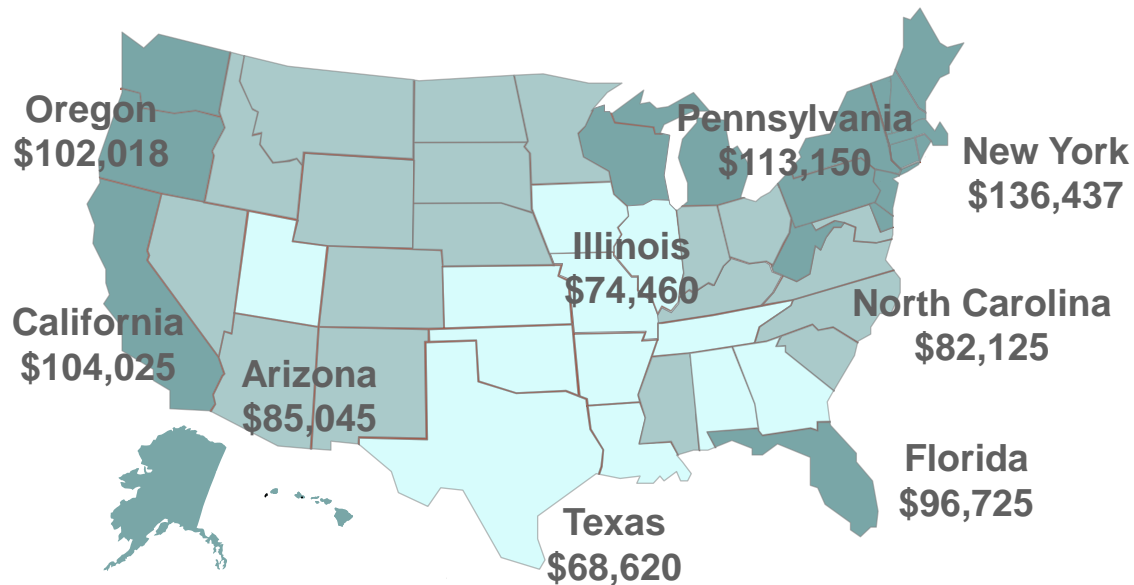 Oregon
$102,018
Pennsylvania
$113,150
New York
$136,437
Illinois
$74,460
North Carolina
$82,125
California
$104,025
Arizona
$85,045
Florida
$96,725
Texas
$68,620